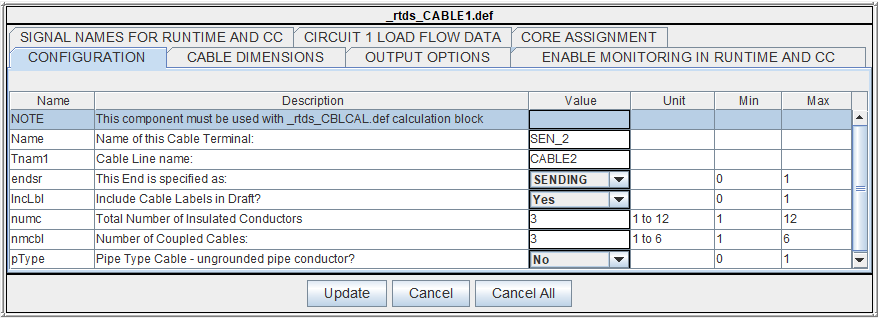 _rtds_CABLE1.def
SIGNAL NAMES FOR RUNTIME AND CC CIRCUIT 1 LOAD FLOW DATA CORE ASSIGNMENT
CONFIGURATION CABLE DIMENSIONS OUTPUT OPTIONS ENABLE MONITORING IN RUNTIME AND CC
Name Description Value Unit Min Max
NOTE This component must be used with _rtds_CBLCAL.def calculation block
Name Name of this Cable Terminal: SEN_2
Tnam1 Cable Line name: CABLE2
endsr This End is specified as: SENDING 0 1
IncLbl Include Cable Labels in Draft? Yes 0 1
numc Total Number of Insulated Conductors 3 1 to 12 1 12
nmcbl Number of Coupled Cables: 3 1 to 6 1 6
pType Pipe Type Cable - ungrounded pipe conductor? No 0 1
Update Cancel Cancel All